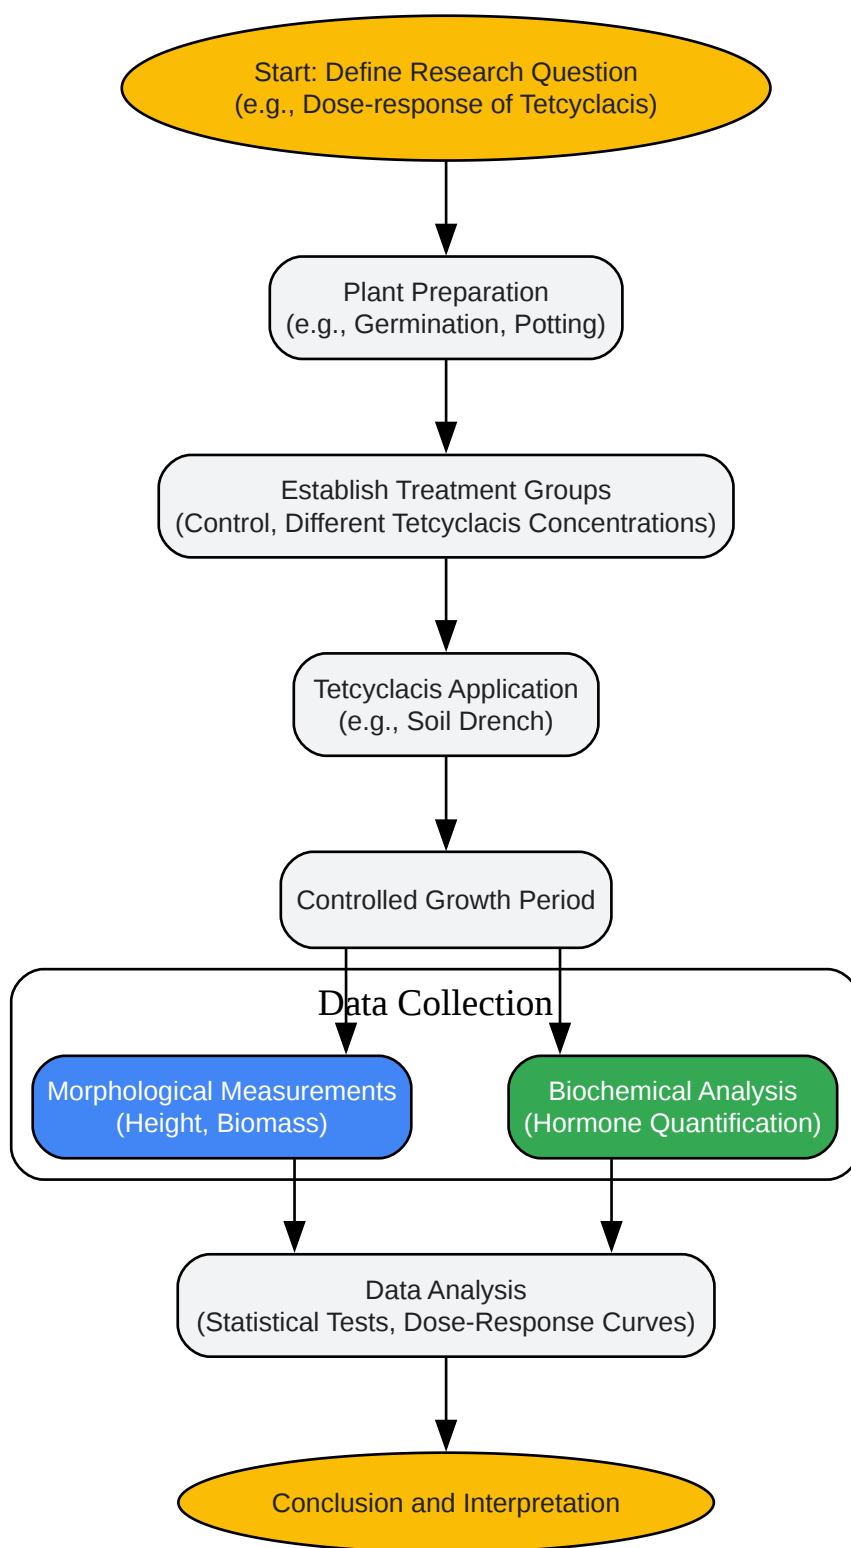 Start: Define Research Question
(e.g., Dose-response of Tetcyclacis)
Plant Preparation
(e.g., Germination, Potting)
Establish Treatment Groups
(Control, Different Tetcyclacis Concentrations)
Tetcyclacis Application
(e.g., Soil Drench)
Controlled Growth Period
Data Collection
Morphological Measurements
(Height, Biomass)
Biochemical Analysis
(Hormone Quantification)
Data Analysis
(Statistical Tests, Dose-Response Curves)
Conclusion and Interpretation